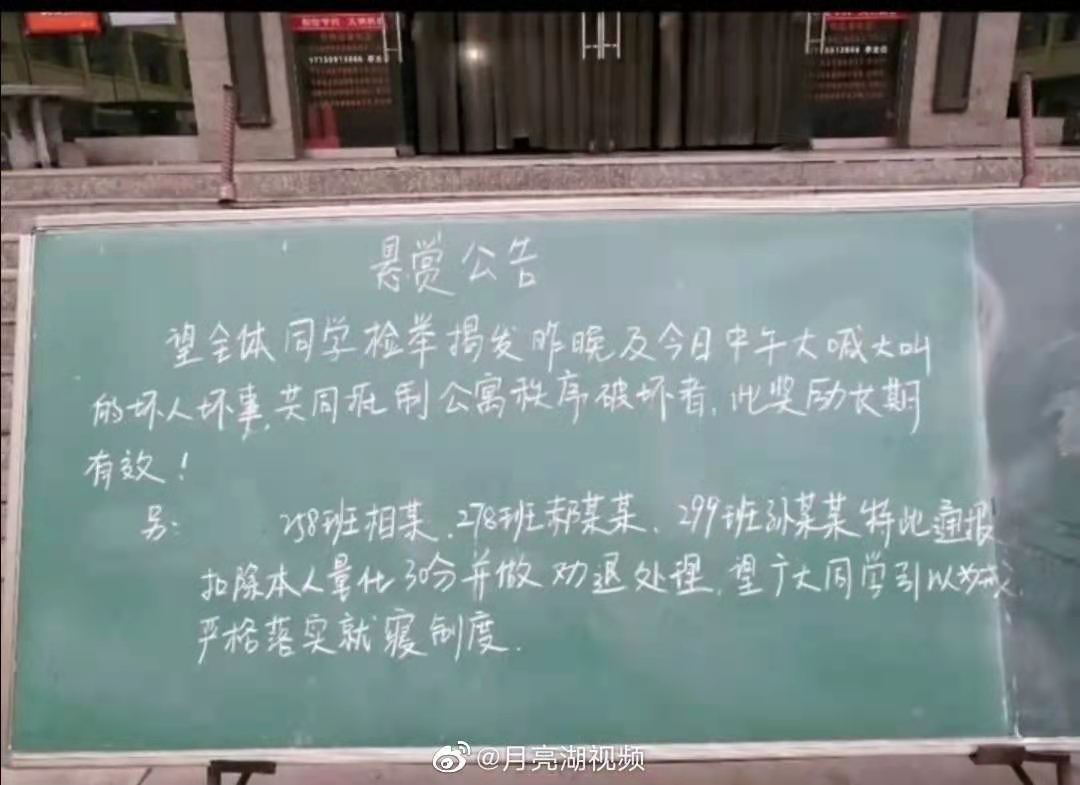 悬赏公告
望全体同学检举揭发昨晚及今日中午大喊大叫
的坏人坏事,共同抵制公寓秩序破坏者,此奖励长期
有效!
另: 258班相某、278班郝某某、299班孙某某特此通报
扣除本人量化30分并做劝退处理,望广大同学引以为戒,
严格落实就寝制度.
@月亮湖视频